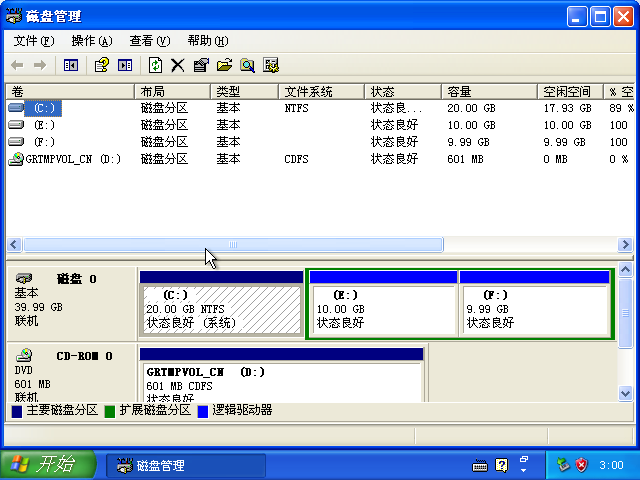 磁盘管理
文件(F) 操作(A) 查看(V) 帮助(H)
卷 布局 类型 文件系统 状态 容量 空闲空间 % 空
(C:) 磁盘分区 基本 NTFS 状态良... 20.00 GB 17.93 GB 89 %
(E:) 磁盘分区 基本 状态良好 10.00 GB 10.00 GB 100
(F:) 磁盘分区 基本 状态良好 9.99 GB 9.99 GB 100
GRTMPVOL_CN (D:) 磁盘分区 基本 CDFS 状态良好 601 MB 0 MB 0 %
磁盘 0
基本
39.99 GB
联机
(C:)
20.00 GB NTFS
状态良好 (系统)
(E:)
10.00 GB
状态良好
(F:)
9.99 GB
状态良好
CD-ROM 0
DVD
601 MB
联机
GRTMPVOL_CN (D:)
601 MB CDFS
状态良好
主要磁盘分区 扩展磁盘分区 逻辑驱动器
开始 磁盘管理 3:00